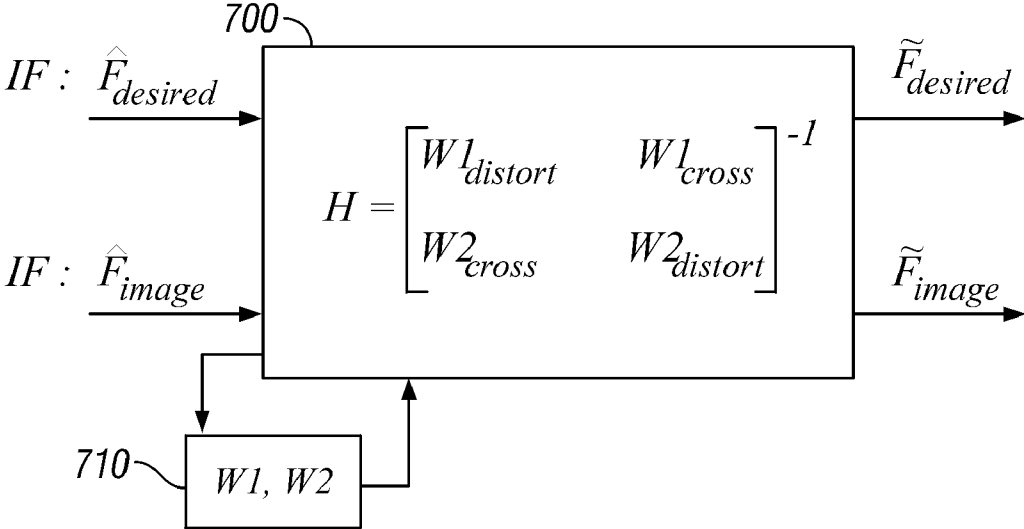 700
IF : F̂desired
F̃desired
H = [W1distort W1cross]-1
[W2cross W2distort]
IF : F̂image
F̃image
710
W1, W2